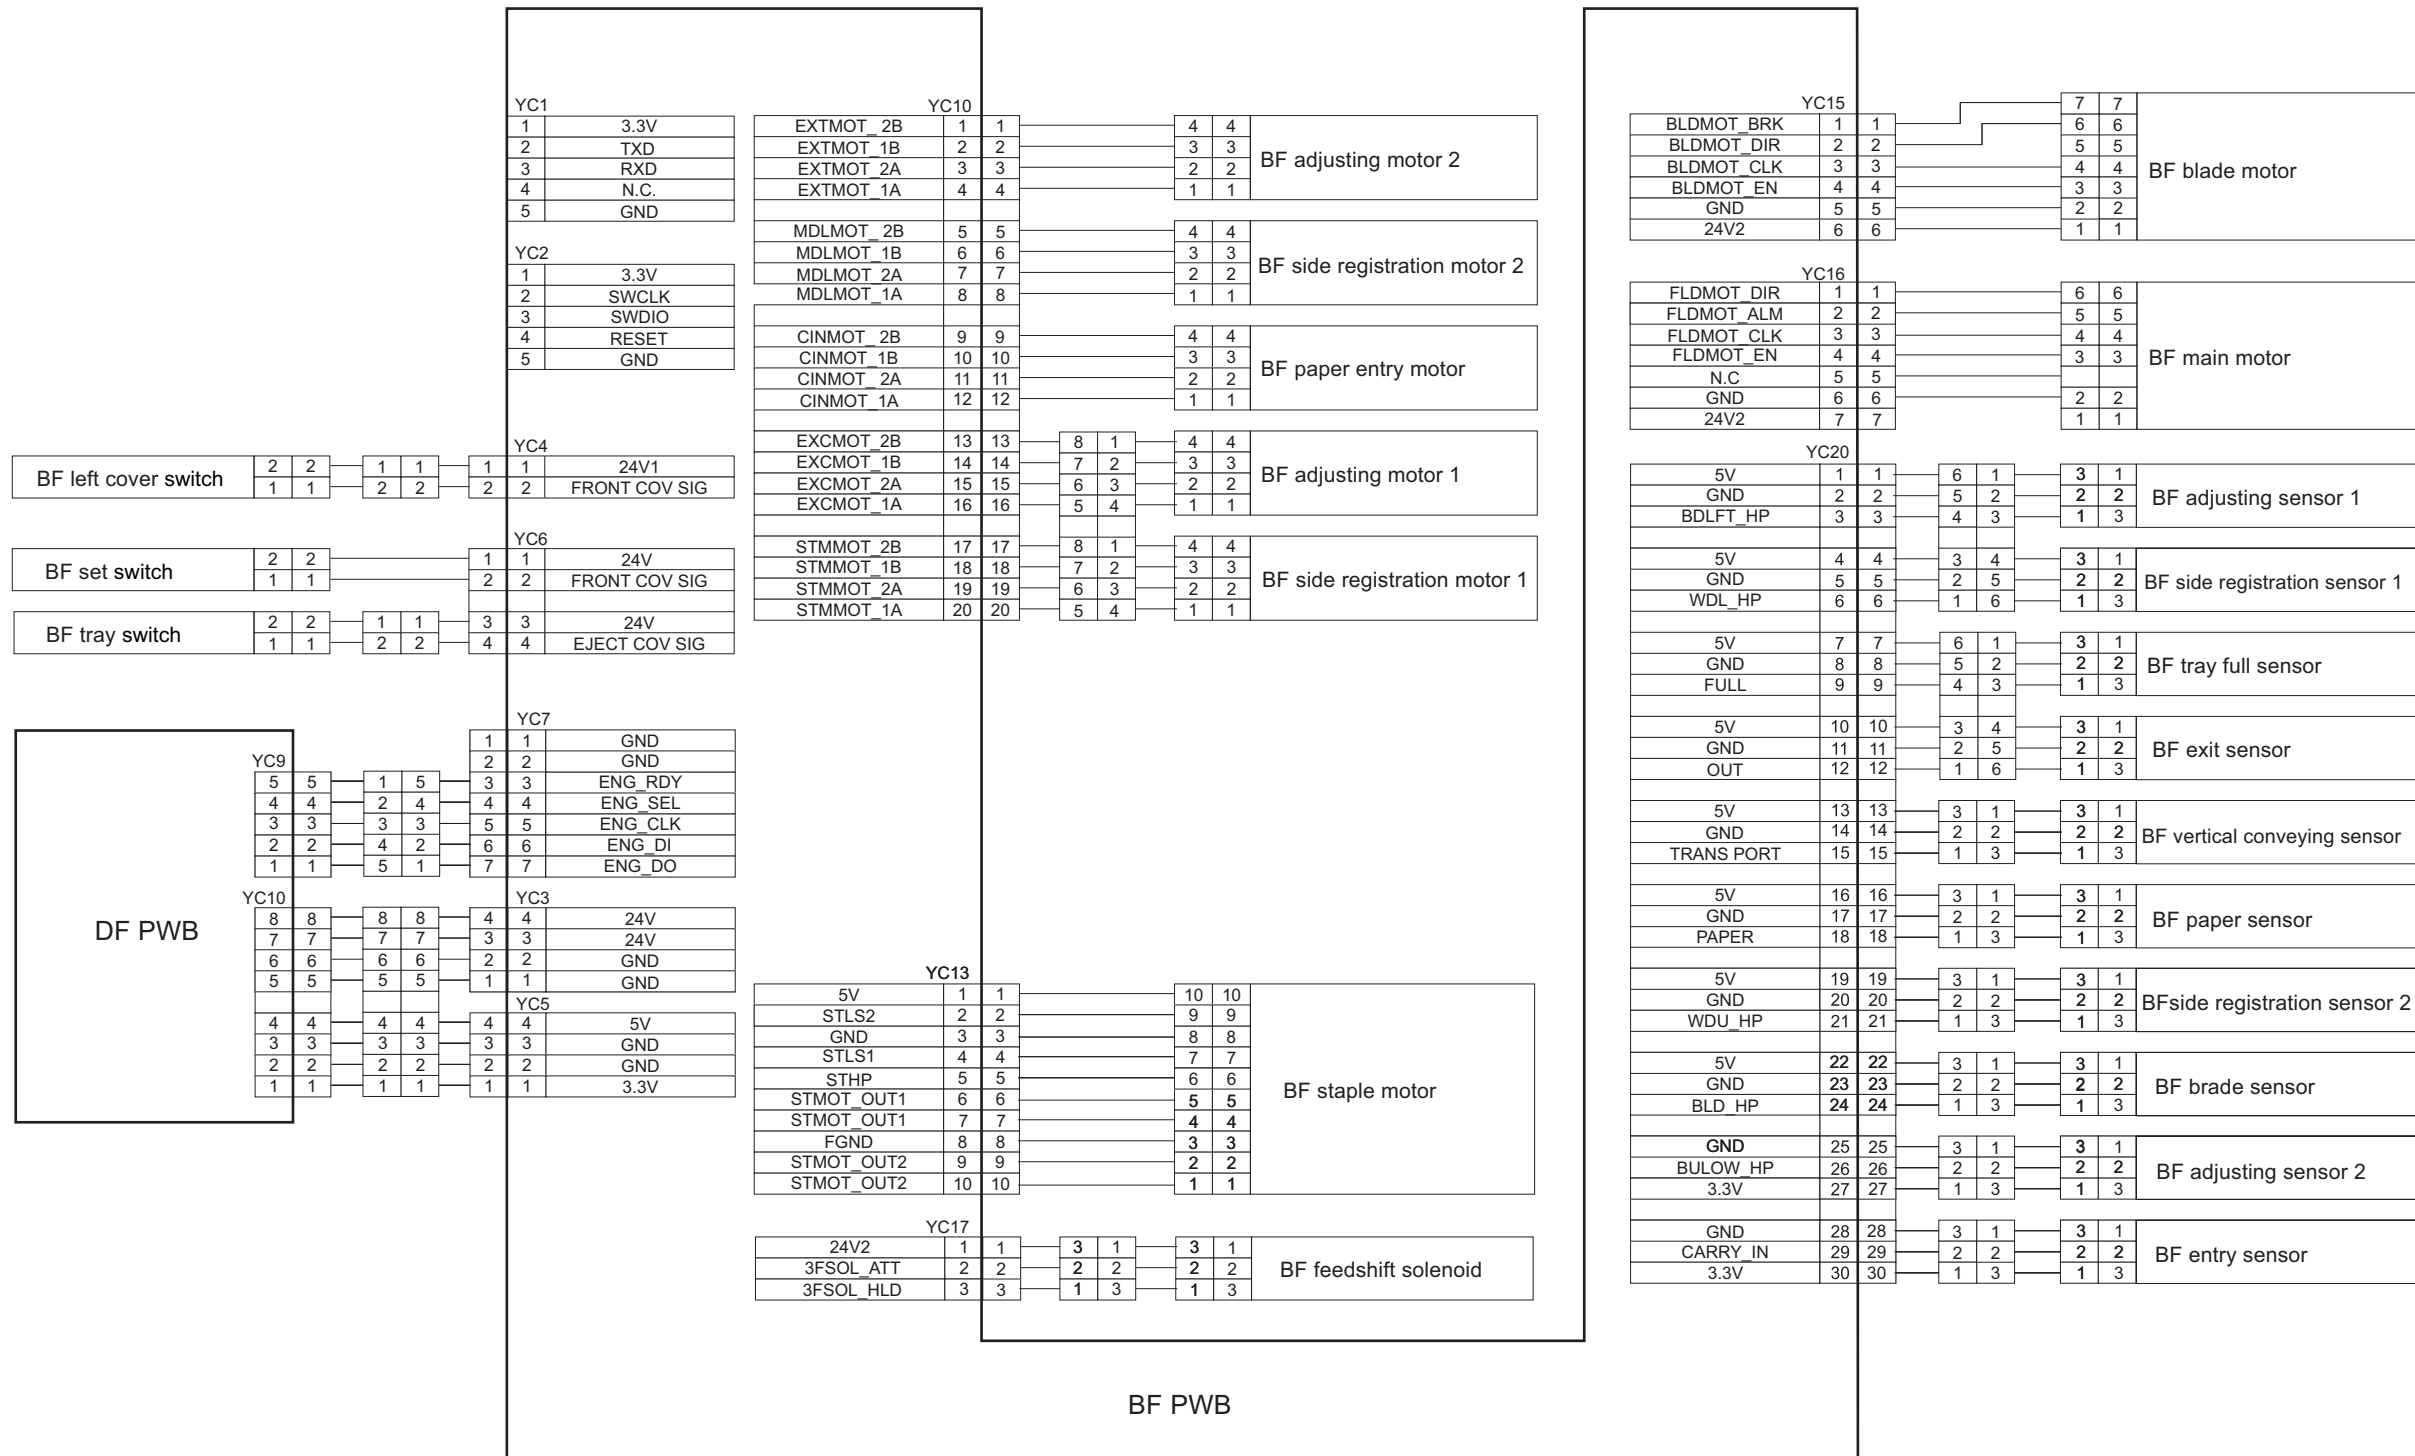 YC1
1 3.3V
2 TXD
3 RXD
4 N.C.
5 GND
YC2
1 3.3V
2 SWCLK
3 SWDIO
4 RESET
5 GND
YC4
BF left cover switch 2 2 1 1 1 1 24V1
1 1 2 2 2 2 FRONT COV SIG
YC6
BF set switch 2 2 1 1 24V
1 1 2 2 FRONT COV SIG
BF tray switch 2 2 1 1 3 3 24V
1 1 2 2 4 4 EJECT COV SIG
YC7
1 1 GND
2 2 GND
YC9
5 5 1 5 3 3 ENG_RDY
4 4 2 4 4 4 ENG_SEL
3 3 3 3 5 5 ENG_CLK
2 2 4 2 6 6 ENG_DI
1 1 5 1 7 7 ENG_DO
YC10 YC3
8 8 8 8 4 4 24V
DF PWB
7 7 7 7 3 3 24V
6 6 6 6 2 2 GND
5 5 5 5 1 1 GND
YC5
4 4 4 4 4 4 5V
3 3 3 3 3 3 GND
2 2 2 2 2 2 GND
1 1 1 1 1 1 3.3V
YC10
EXTMOT_ 2B 1 1 4 4
EXTMOT_1B 2 2 3 3
BF adjusting motor 2
EXTMOT_2A 3 3 2 2
EXTMOT_1A 4 4 1 1
MDLMOT_ 2B 5 5 4 4
MDLMOT_1B 6 6 3 3
BF side registration motor 2
MDLMOT_2A 7 7 2 2
MDLMOT_1A 8 8 1 1
CINMOT_ 2B 9 9 4 4
CINMOT_1B 10 10 3 3
BF paper entry motor
CINMOT_ 2A 11 11 2 2
CINMOT_1A 12 12 1 1
EXCMOT_2B 13 13 8 1 4 4
EXCMOT_1B 14 14 7 2 3 3
BF adjusting motor 1
EXCMOT_2A 15 15 6 3 2 2
EXCMOT_1A 16 16 5 4 1 1
STMMOT_2B 17 17 8 1 4 4
STMMOT_1B 18 18 7 2 3 3
BF side registration motor 1
STMMOT_2A 19 19 6 3 2 2
STMMOT_1A 20 20 5 4 1 1
YC13
5V 1 1 10 10
STLS2 2 2 9 9
GND 3 3 8 8
STLS1 4 4 7 7
STHP 5 5 6 6
BF staple motor
STMOT_OUT1 6 6 5 5
STMOT_OUT1 7 7 4 4
FGND 8 8 3 3
STMOT_OUT2 9 9 2 2
STMOT_OUT2 10 10 1 1
YC17
24V2 1 1 3 1 3 1
3FSOL_ATT 2 2 2 2 2 2 BF feedshift solenoid
3FSOL_HLD 3 3 1 3 1 3
YC15
7 7
BLDMOT_BRK 1 1 6 6
BLDMOT_DIR 2 2 5 5
BLDMOT_CLK 3 3 4 4
BF blade motor
BLDMOT_EN 4 4 3 3
GND 5 5 2 2
24V2 6 6 1 1
YC16
FLDMOT_DIR 1 1 6 6
FLDMOT_ALM 2 2 5 5
FLDMOT_CLK 3 3 4 4
FLDMOT_EN 4 4 3 3 BF main motor
N.C 5 5
GND 6 6 2 2
24V2 7 7 1 1
YC20
5V 1 1 6 1 3 1
GND 2 2 5 2 2 2 BF adjusting sensor 1
BDLFT_HP 3 3 4 3 1 3
5V 4 4 3 4 3 1
GND 5 5 2 5 2 2 BF side registration sensor 1
WDL_HP 6 6 1 6 1 3
5V 7 7 6 1 3 1
GND 8 8 5 2 2 2 BF tray full sensor
FULL 9 9 4 3 1 3
5V 10 10 3 4 3 1
GND 11 11 2 5 2 2 BF exit sensor
OUT 12 12 1 6 1 3
5V 13 13 3 1 3 1
GND 14 14 2 2 2 2 BF vertical conveying sensor
TRANS PORT 15 15 1 3 1 3
5V 16 16 3 1 3 1
GND 17 17 2 2 2 2 BF paper sensor
PAPER 18 18 1 3 1 3
5V 19 19 3 1 3 1
GND 20 20 2 2 2 2 BFside registration sensor 2
WDU_HP 21 21 1 3 1 3
5V 22 22 3 1 3 1
GND 23 23 2 2 2 2 BF brade sensor
BLD_HP 24 24 1 3 1 3
GND 25 25 3 1 3 1
BULOW_HP 26 26 2 2 2 2 BF adjusting sensor 2
3.3V 27 27 1 3 1 3
GND 28 28 3 1 3 1
CARRY_IN 29 29 2 2 2 2 BF entry sensor
3.3V 30 30 1 3 1 3
BF PWB